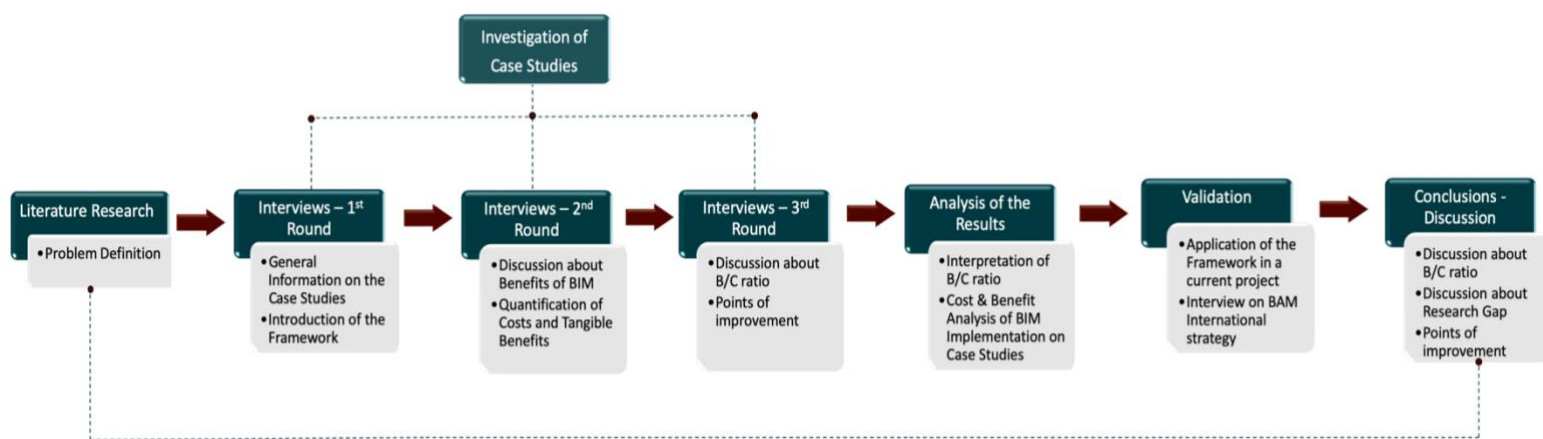 Investigation of
Case Studies
Literature Research
•Problem Definition
Interviews – 1st
Round
•General
Information on the
Case Studies
•Introduction of the
Framework
Interviews – 2nd
Round
•Discussion about
Benefits of BIM
•Quantification of
Costs and Tangible
Benefits
Interviews – 3rd
Round
•Discussion about
B/C ratio
•Points of
improvement
Analysis of the
Results
•Interpretation of
B/C ratio
•Cost & Benefit
Analysis of BIM
Implementation on
Case Studies
Validation
•Application of the
Framework in a
current project
•Interview on BAM
International
strategy
Conclusions -
Discussion
•Discussion about
B/C ratio
•Discussion about
Research Gap
•Points of
improvement